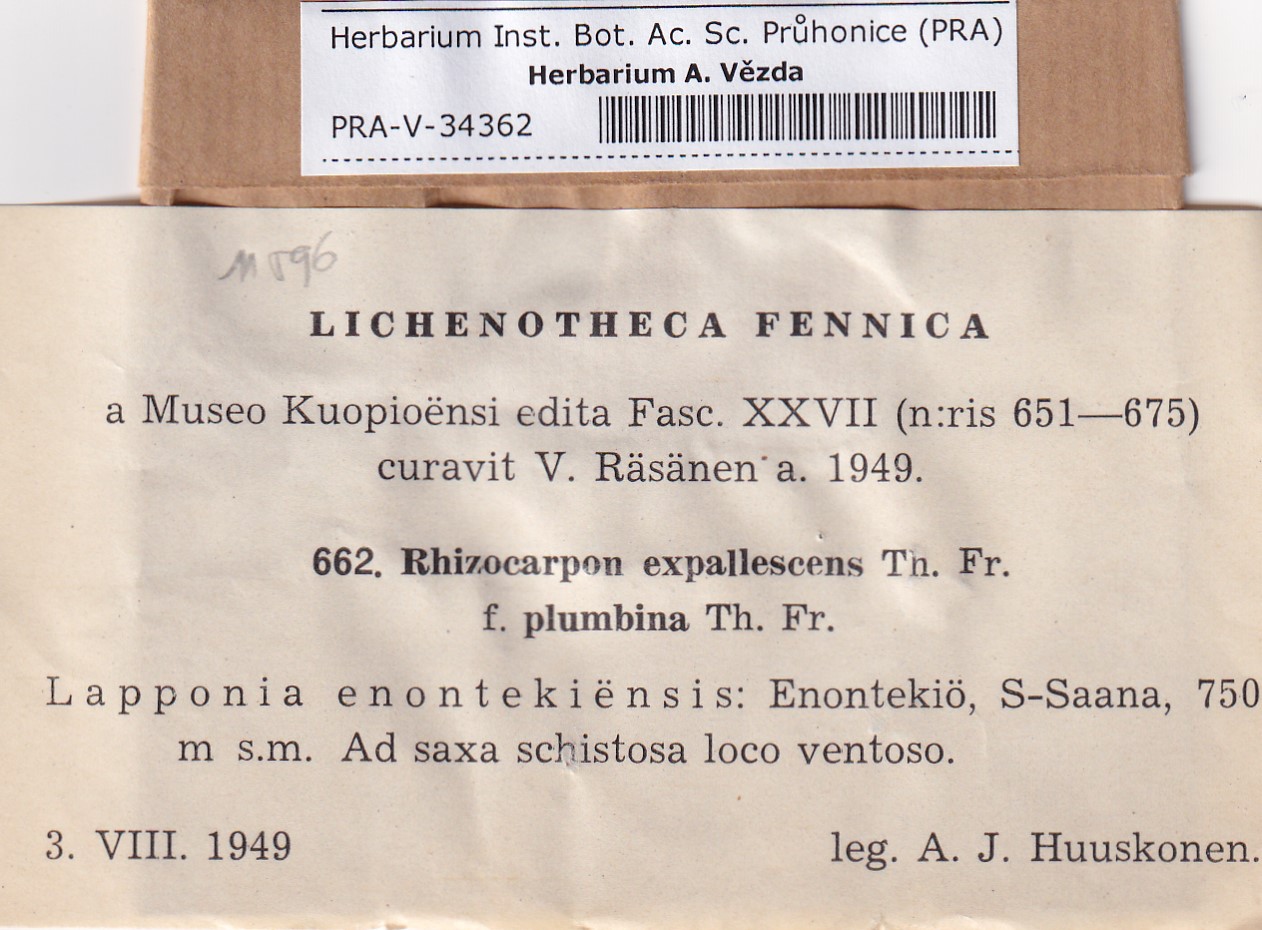 Herbarium Inst. Bot. Ac. Sc. Průhonice (PRA)
Herbarium A. Vězda
PRA-V-34362
LICHENOTHECA FENNICA
a Museo Kuopioënsi edita Fasc. XXVII (n:ris 651—675)
curavit V. Räsänen a. 1949.
662. Rhizocarpon expallescens Th. Fr.
f. plumbina Th. Fr.
Lapponia enontekiënsis: Enontekiö, S-Saana, 750
m s.m. Ad saxa schistosa loco ventoso.
3. VIII. 1949 leg. A. J. Huuskonen.